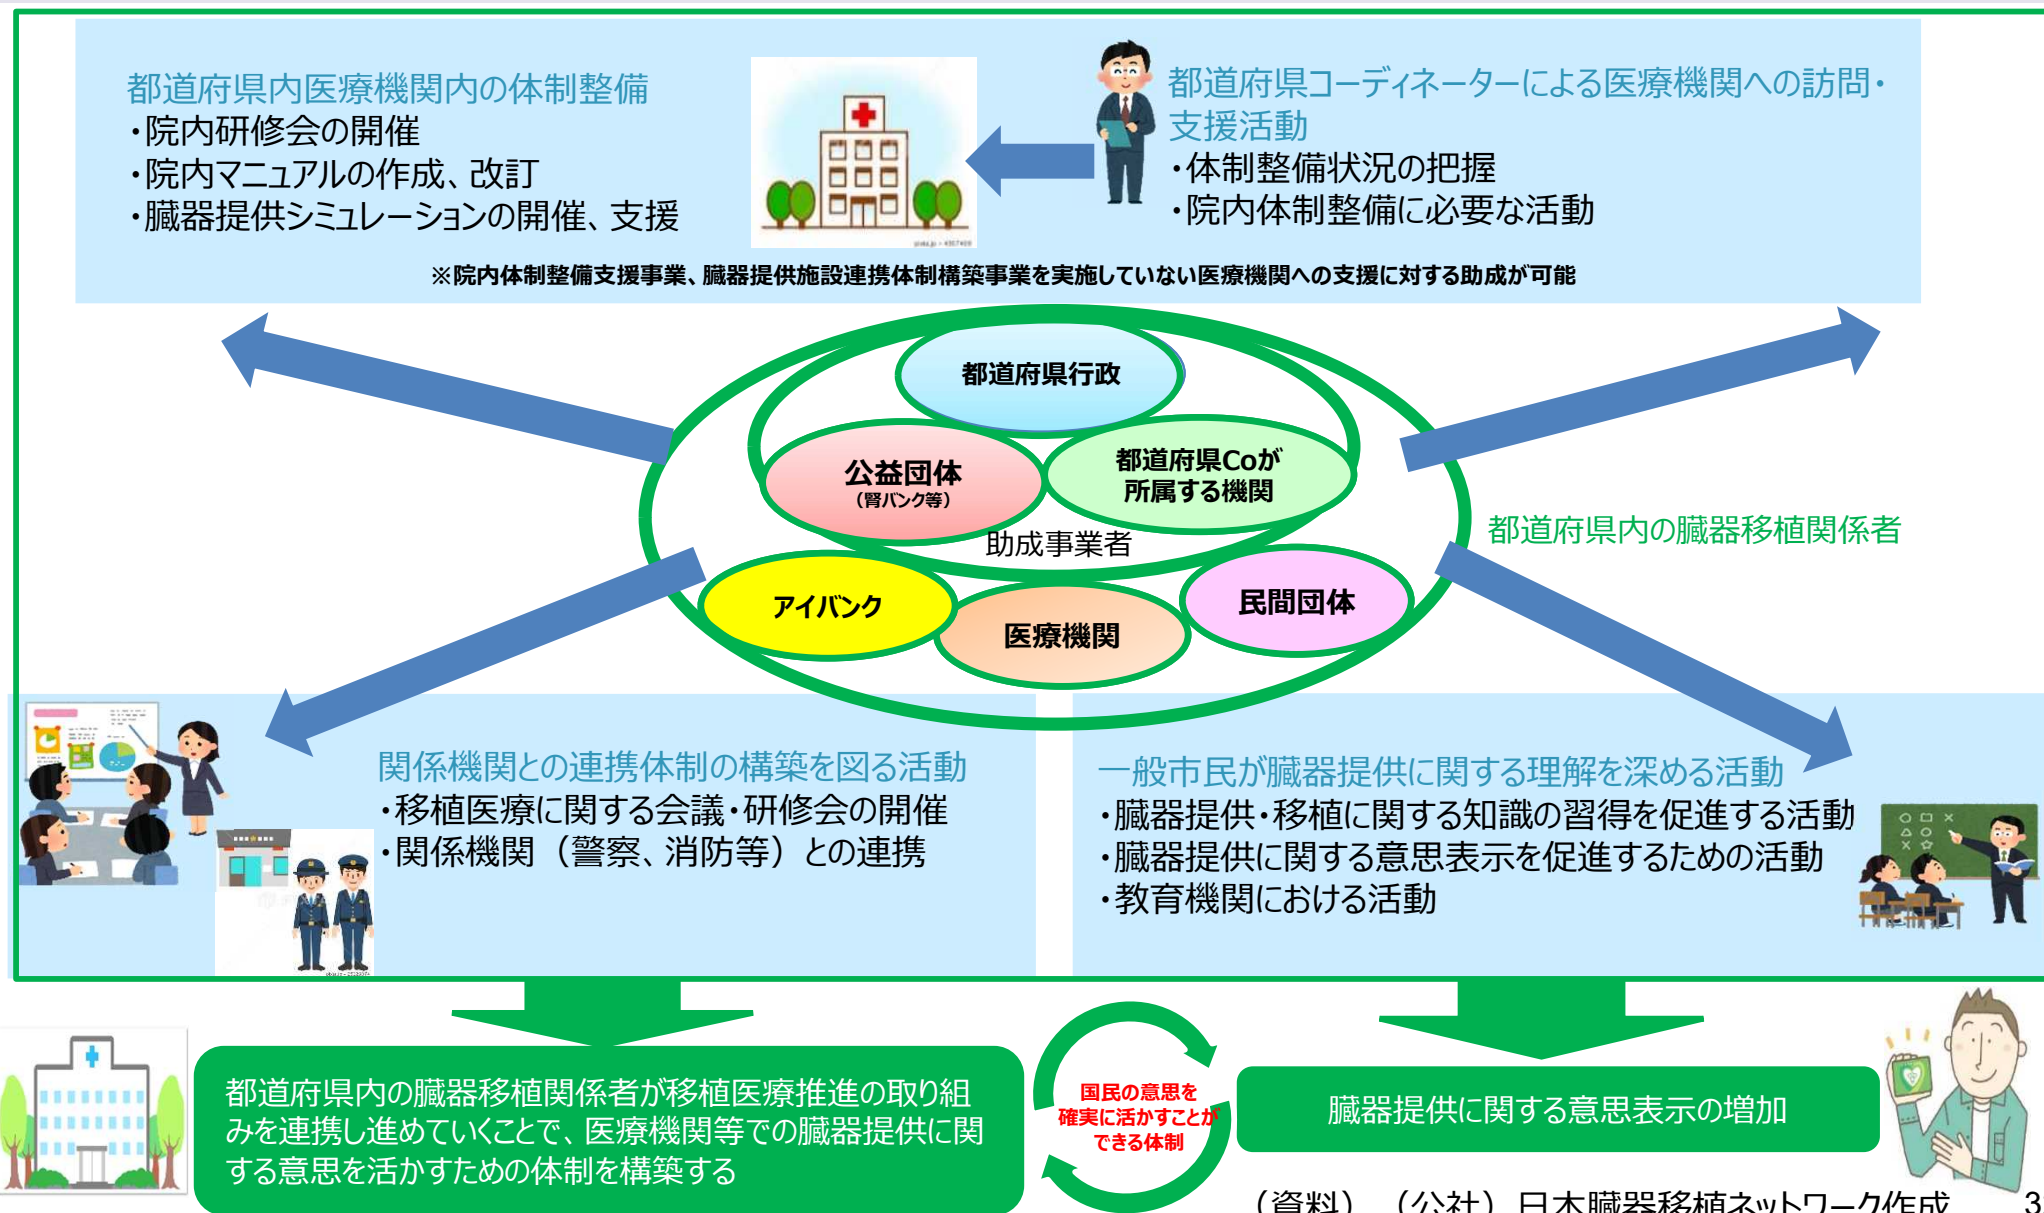 都道府県内医療機関内の体制整備
・院内研修会の開催
・院内マニュアルの作成、改訂
・臓器提供シミュレーションの開催、支援
都道府県コーディネーターによる医療機関への訪問・
支援活動
・体制整備状況の把握
・院内体制整備に必要な活動
※院内体制整備支援事業、臓器提供施設連携体制構築事業を実施していない医療機関への支援に対する助成が可能
都道府県行政
公益団体
（腎バンク等）
都道府県Coが
所属する機関
助成事業者
都道府県内の臓器移植関係者
アイバンク
医療機関
民間団体
関係機関との連携体制の構築を図る活動
・移植医療に関する会議・研修会の開催
・関係機関（警察、消防等）との連携
一般市民が臓器提供に関する理解を深める活動
・臓器提供・移植に関する知識の習得を促進する活動
・臓器提供に関する意思表示を促進するための活動
・教育機関における活動
都道府県内の臓器移植関係者が移植医療推進の取り組
みを連携し進めていくことで、医療機関等での臓器提供に関
する意思を活かすための体制を構築する
国民の意思を
確実に活かすことが
できる体制
臓器提供に関する意思表示の増加
（資料）（公社）日本臓器移植ネットワーク作成
3